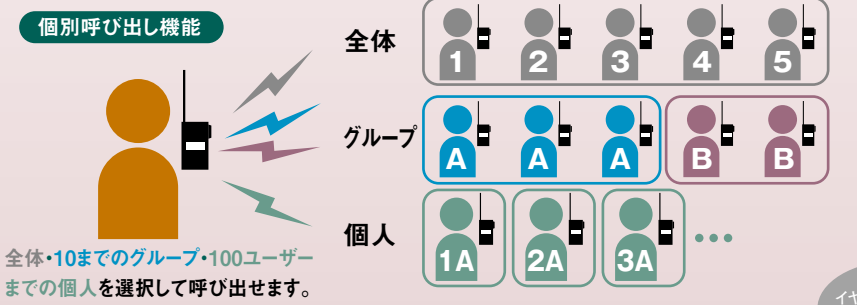 個別呼び出し機能
全体
1 2 3 4 5
グループ
A A A B B
個人
1A 2A 3A •••
全体・10までのグループ・100ユーザー
までの個人を選択して呼び出せます。
イヤ